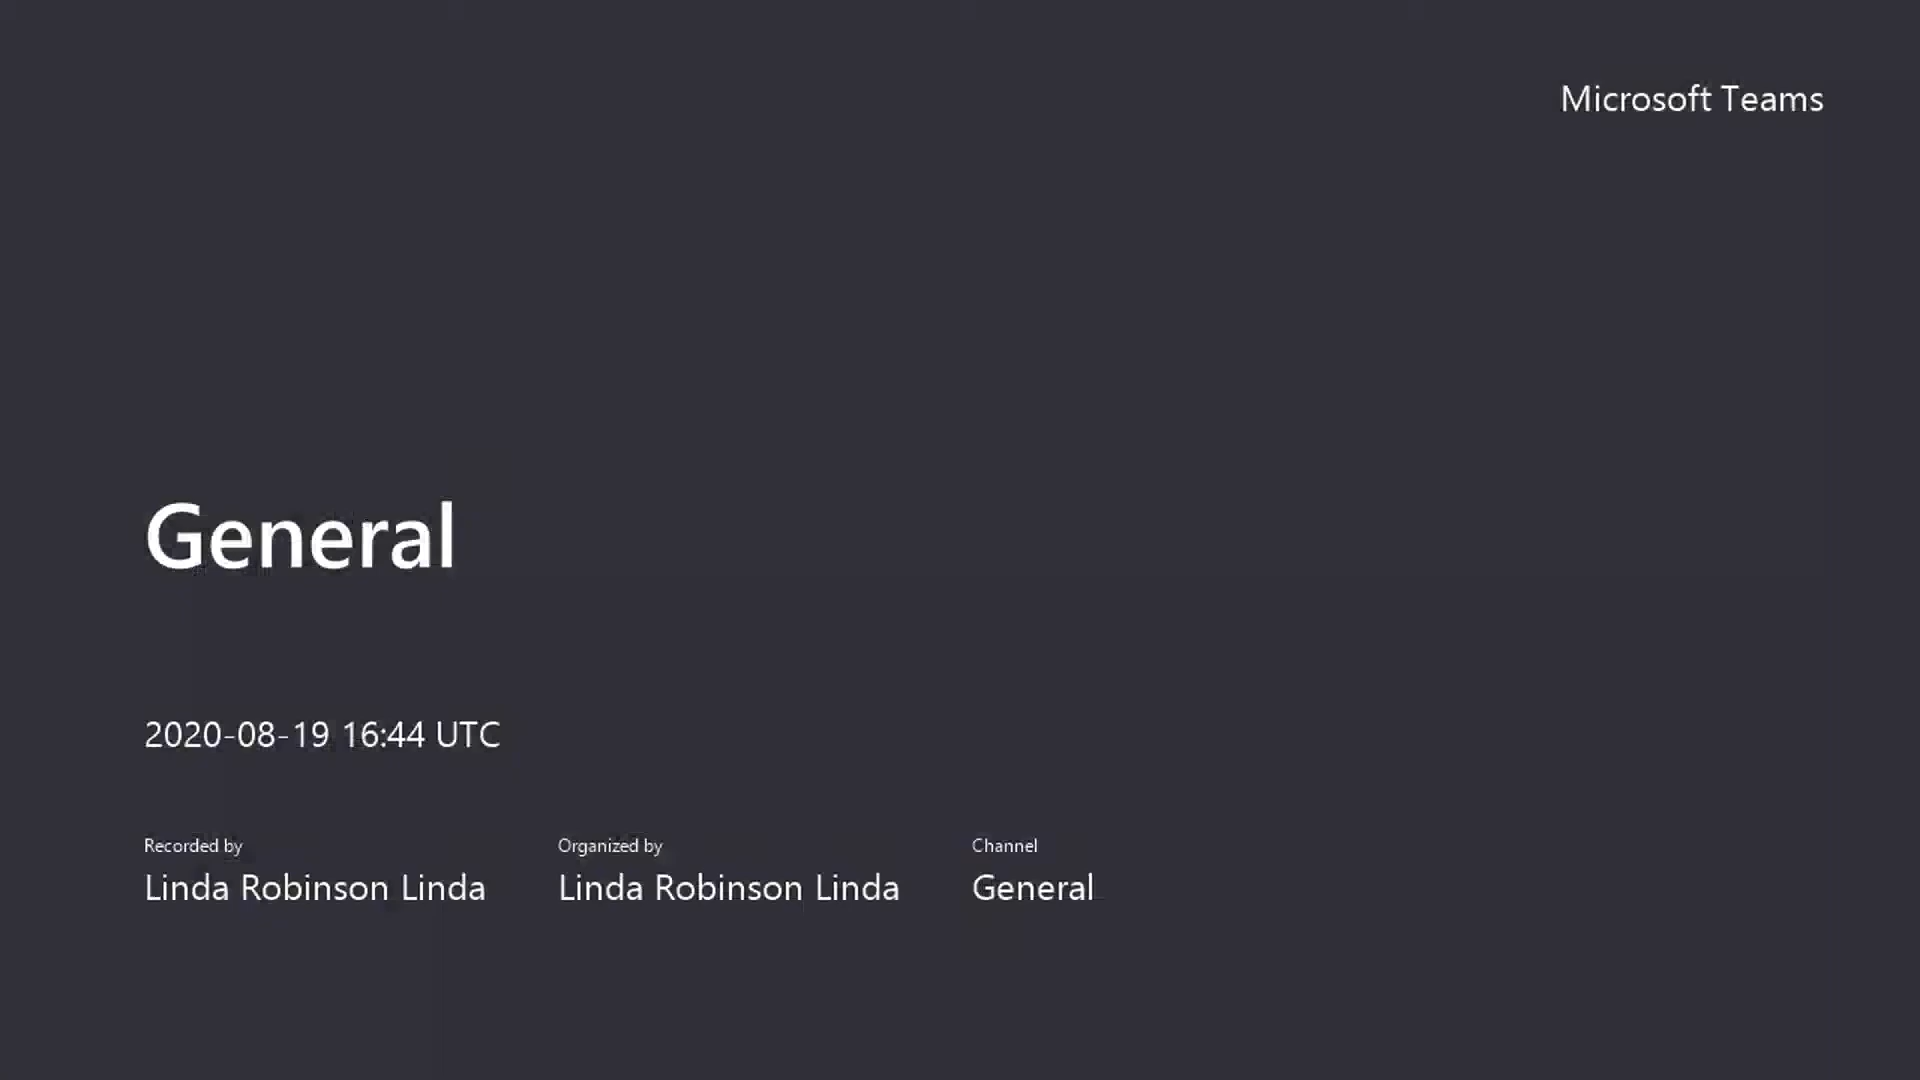 Microsoft Teams
General
2020-08-19 16:44 UTC
Recorded by
Linda Robinson Linda
Organized by
Linda Robinson Linda
Channel
General